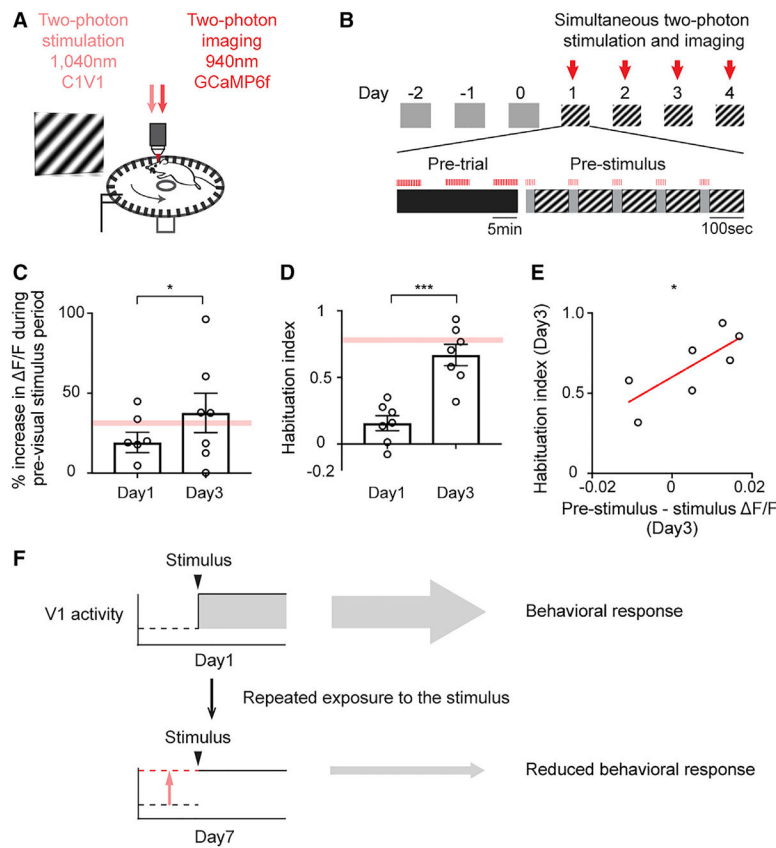 A
Two-photon
stimulation
1,040nm
C1V1
Two-photon
imaging
940nm
GCaMP6f
B
Simultaneous two-photon
stimulation and imaging
Day
-2
-1
0
1
2
3
4
Pre-trial
Pre-stimulus
5min
100sec
C
% increase in ΔF/F during
pre-visual stimulus period
100
50
0
*
Day1
Day3
D
Habituation index
1
0.5
0
-0.2
***
Day1
Day3
E
Habituation index (Day3)
1.0
0.5
0
*
-0.02
0
0.02
Pre-stimulus - stimulus ΔF/F
(Day3)
F
Stimulus
V1 activity
Behavioral response
Day1
Repeated exposure to the stimulus
Stimulus
Reduced behavioral response
Day7